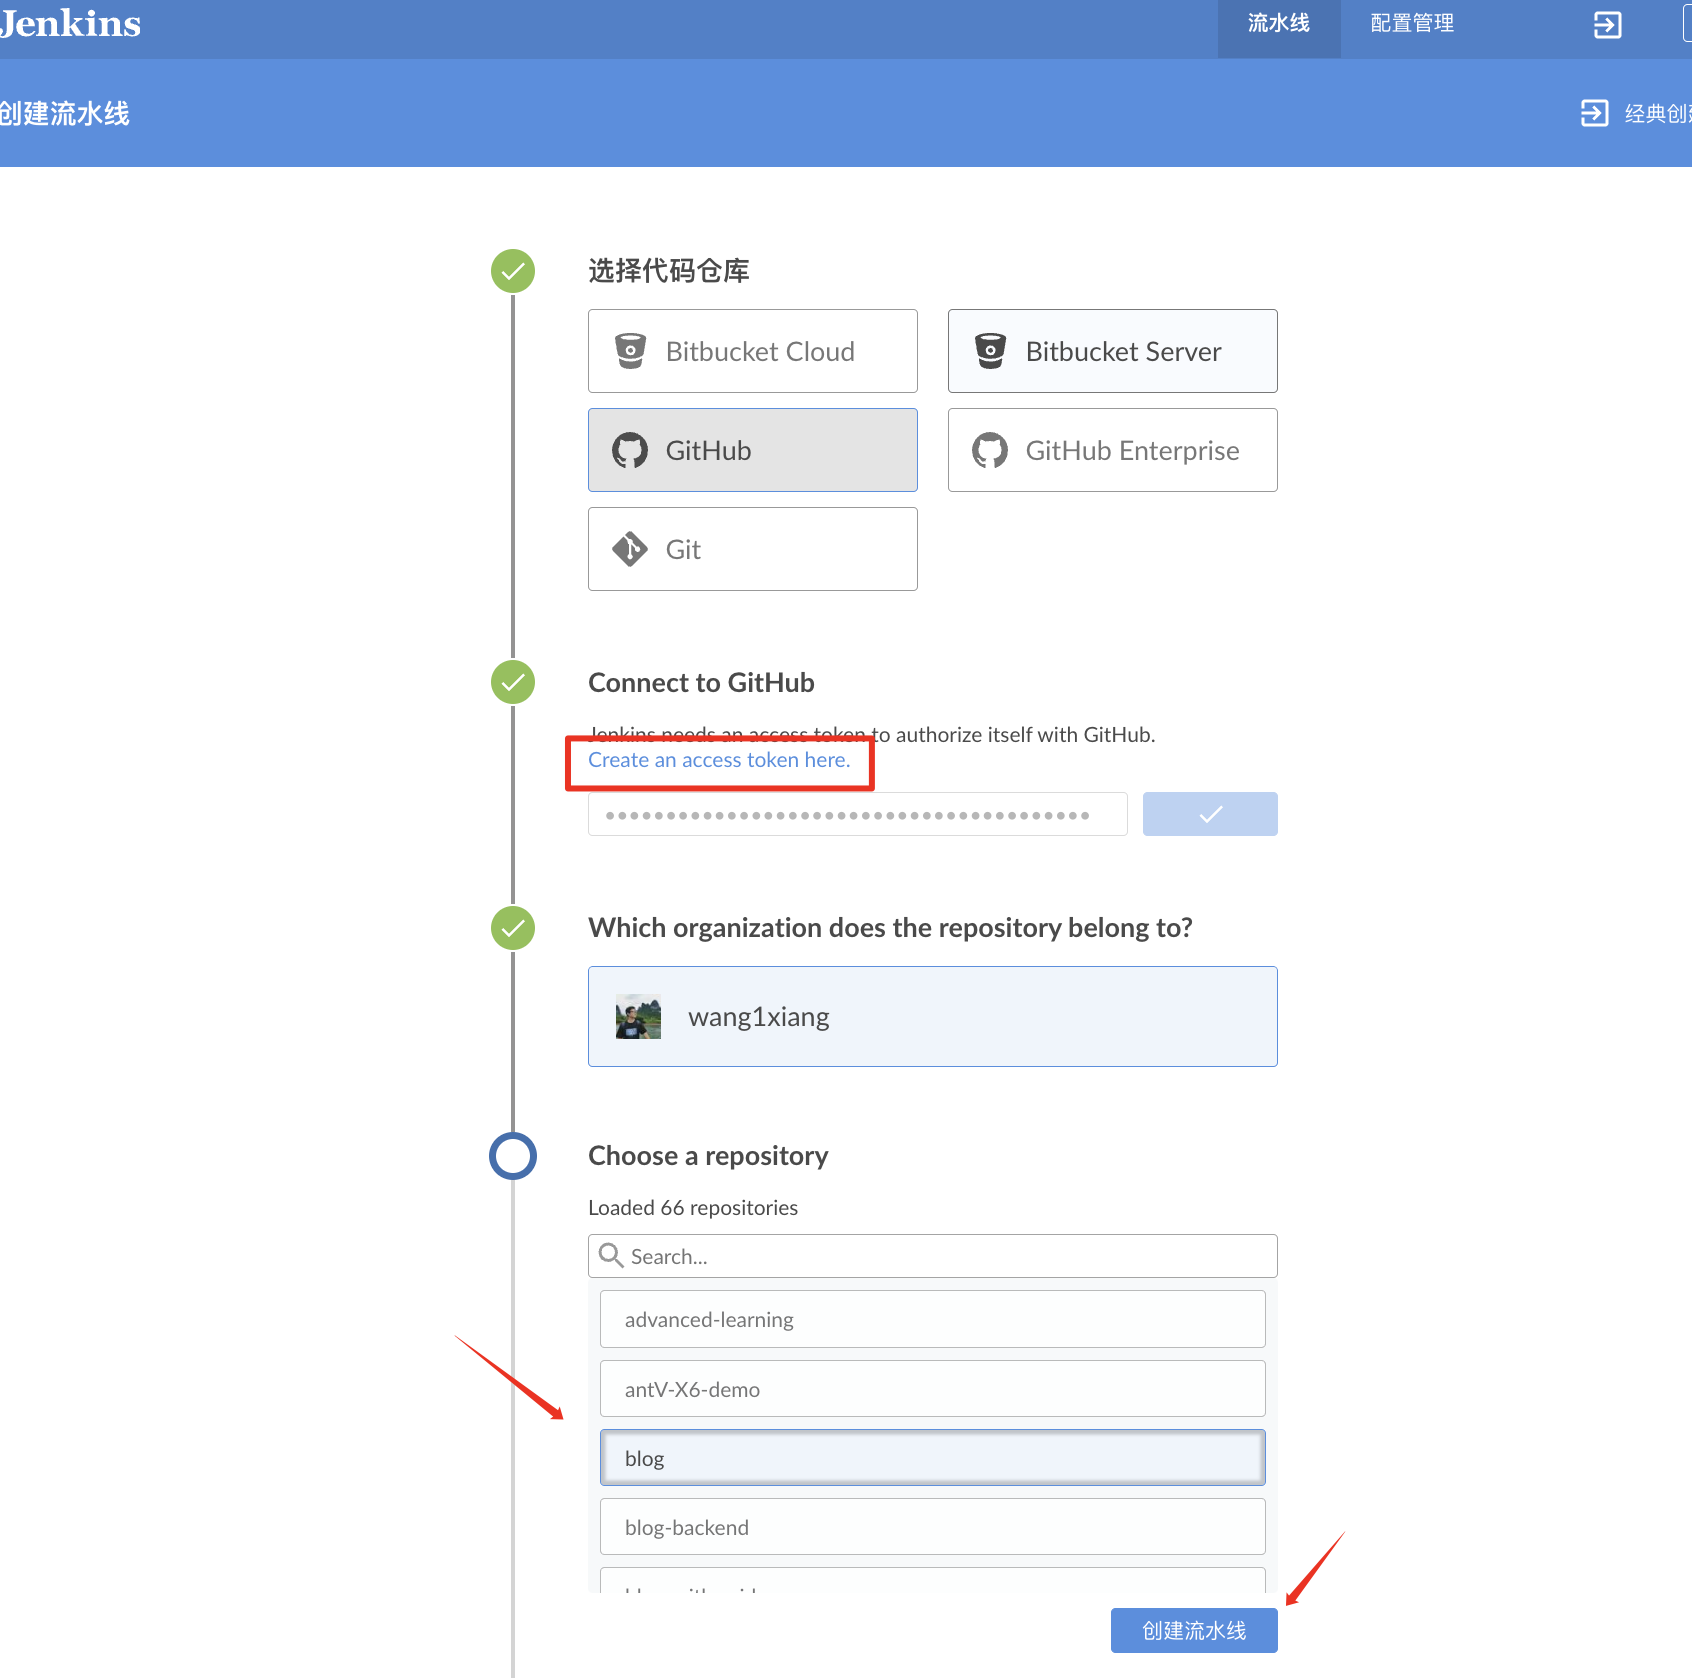 Jenkins
流水线
配置管理
创建流水线
经典创
选择代码仓库
Bitbucket Cloud
Bitbucket Server
GitHub
GitHub Enterprise
Git
Connect to GitHub
Jenkins needs an access token to authorize itself with GitHub.
Create an access token here.
Which organization does the repository belong to?
wang1xiang
Choose a repository
Loaded 66 repositories
Search...
advanced-learning
antV-X6-demo
blog
blog-backend
创建流水线